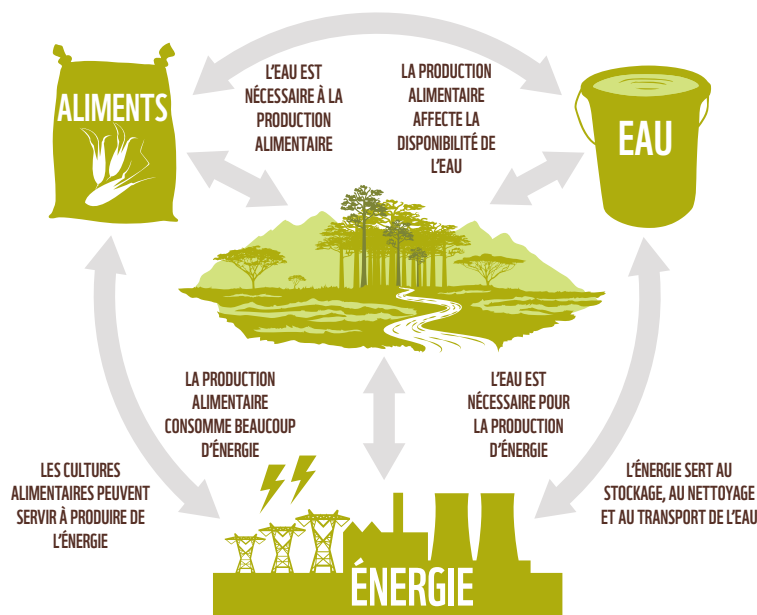 ALIMENTS
L'EAU EST
NÉCESSAIRE À LA
PRODUCTION
ALIMENTAIRE
LA PRODUCTION
ALIMENTAIRE
AFFECTE LA
DISPONIBILITÉ DE
L'EAU
EAU
LA PRODUCTION
ALIMENTAIRE
CONSOMME BEAUCOUP
D'ÉNERGIE
L'EAU EST
NÉCESSAIRE POUR
LA PRODUCTION
D'ÉNERGIE
LES CULTURES
ALIMENTAIRES PEUVENT
SERVIR À PRODUIRE DE
L'ÉNERGIE
L'ÉNERGIE SERT AU
STOCKAGE, AU NETTOYAGE
ET AU TRANSPORT DE L'EAU
ÉNERGIE